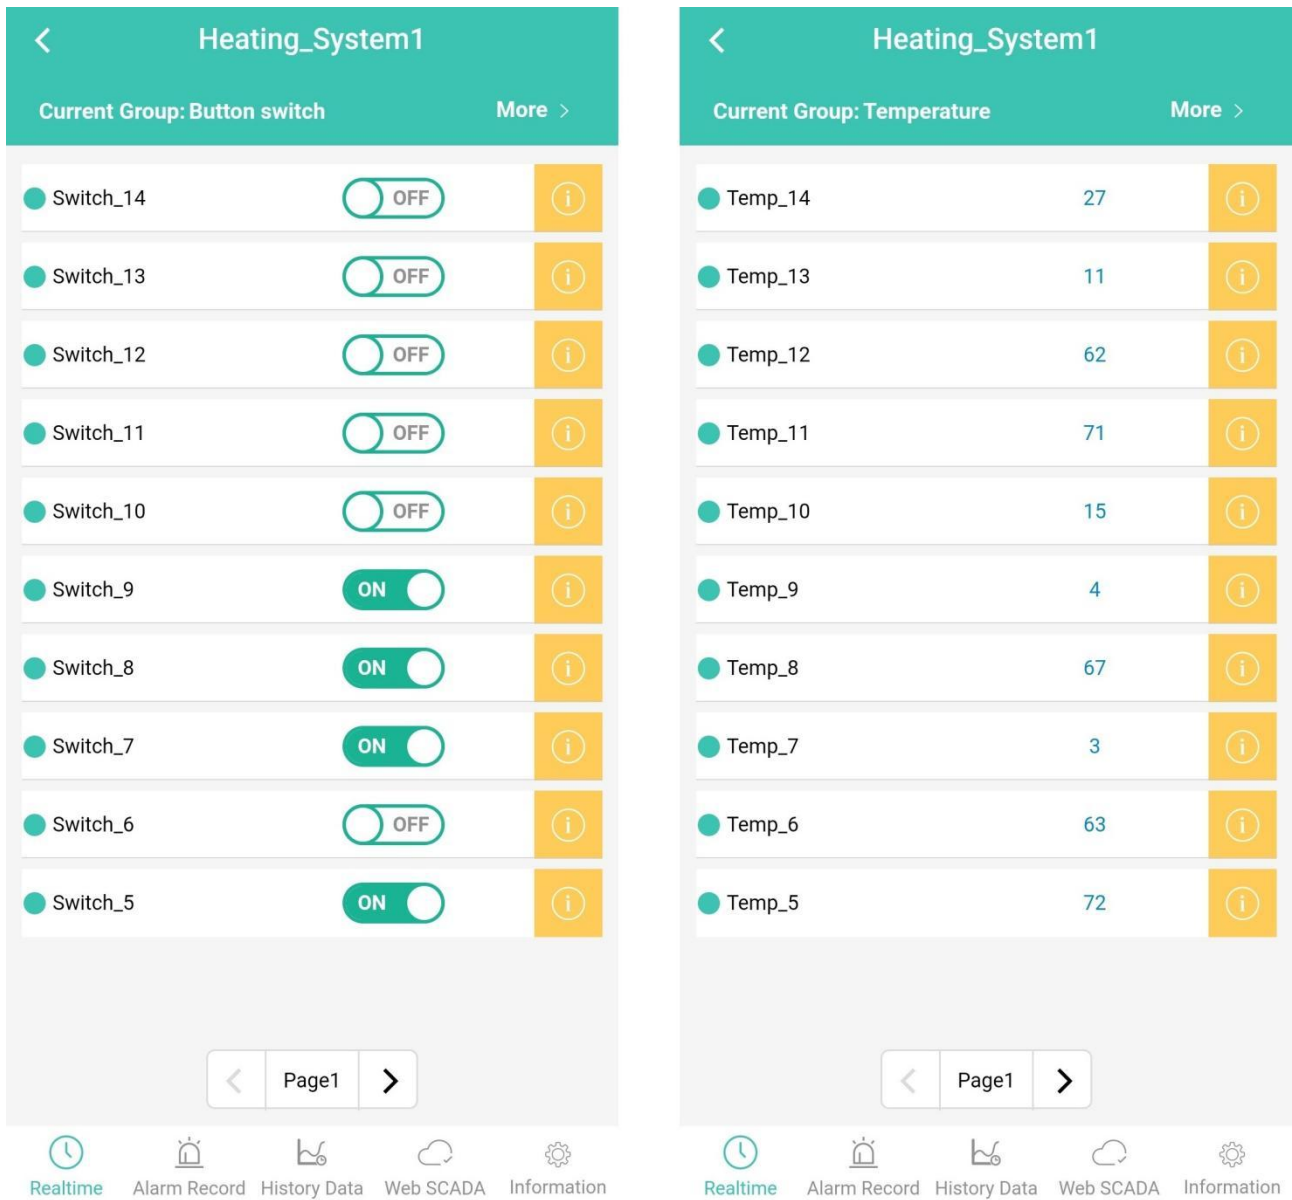 Heating_System1
Current Group: Button switch
More
Switch_14 OFF
Switch_13 OFF
Switch_12 OFF
Switch_11 OFF
Switch_10 OFF
Switch_9 ON
Switch_8 ON
Switch_7 ON
Switch_6 OFF
Switch_5 ON
Page1
Realtime Alarm Record History Data Web SCADA Information
Heating_System1
Current Group: Temperature
More
Temp_14 27
Temp_13 11
Temp_12 62
Temp_11 71
Temp_10 15
Temp_9 4
Temp_8 67
Temp_7 3
Temp_6 63
Temp_5 72
Page1
Realtime Alarm Record History Data Web SCADA Information